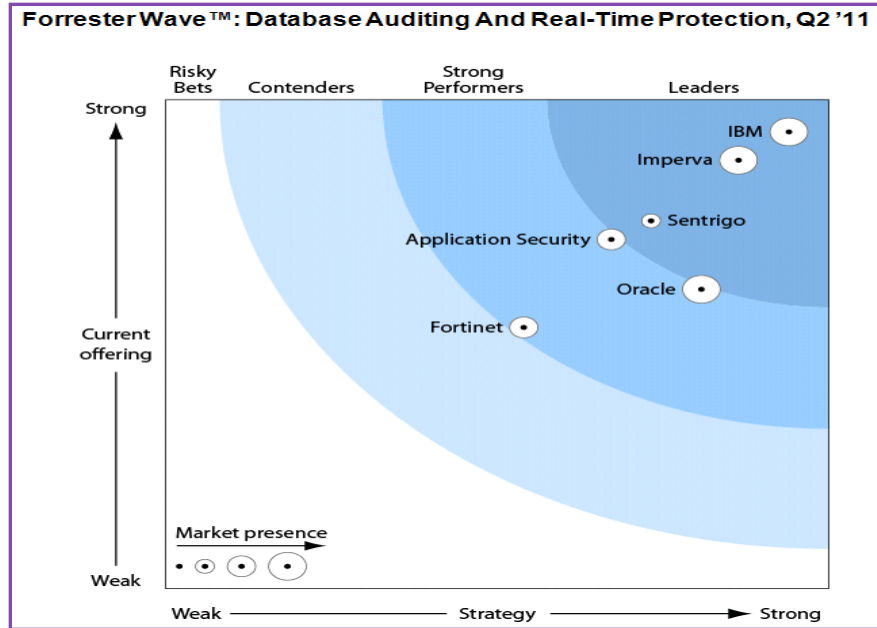 Forrester Wave™: Database Auditing And Real-Time Protection, Q2 ’11
Risky
Bets
Contenders
Strong
Performers
Leaders
Strong
IBM
Imperva
Sentrigo
Application Security
Oracle
Fortinet
Current
offering
Market presence
Weak
Weak
Strategy
Strong